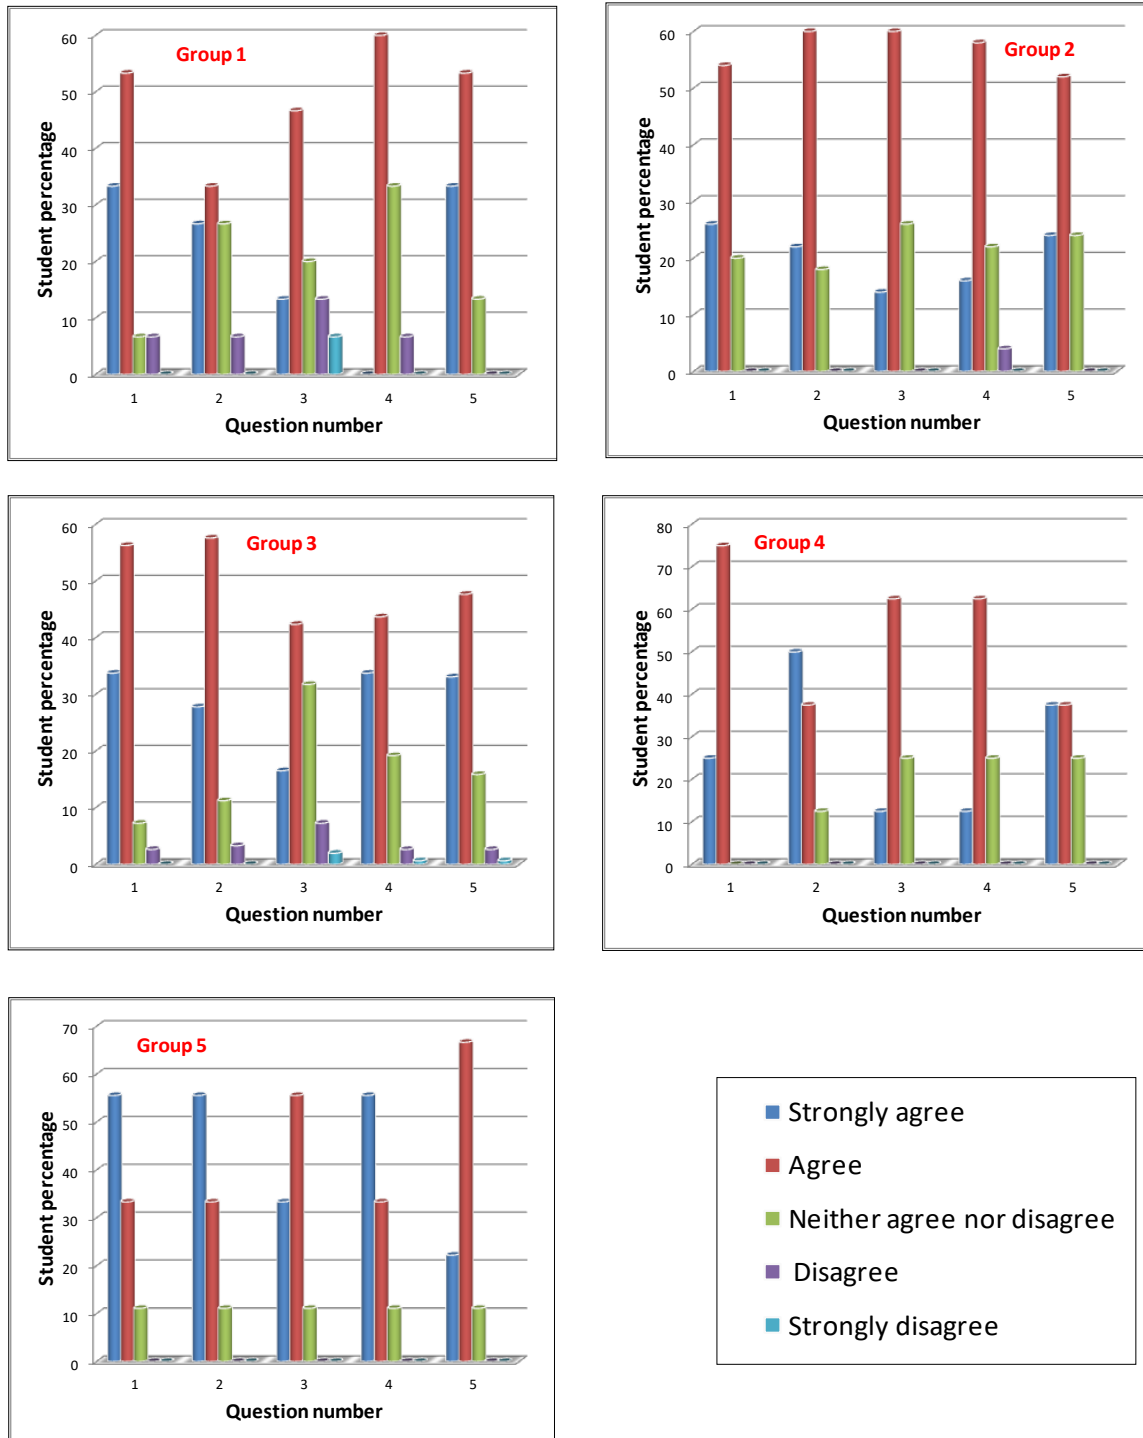 Group 1
Student percentage
60
50
40
30
20
10
0
1 2 3 4 5
Question number
Group 2
Student percentage
60
50
40
30
20
10
0
1 2 3 4 5
Question number
Group 3
Student percentage
60
50
40
30
20
10
0
1 2 3 4 5
Question number
Group 4
Student percentage
80
70
60
50
40
30
20
10
0
1 2 3 4 5
Question number
Group 5
Student percentage
70
60
50
40
30
20
10
0
1 2 3 4 5
Question number
Strongly agree
Agree
Neither agree nor disagree
Disagree
Strongly disagree